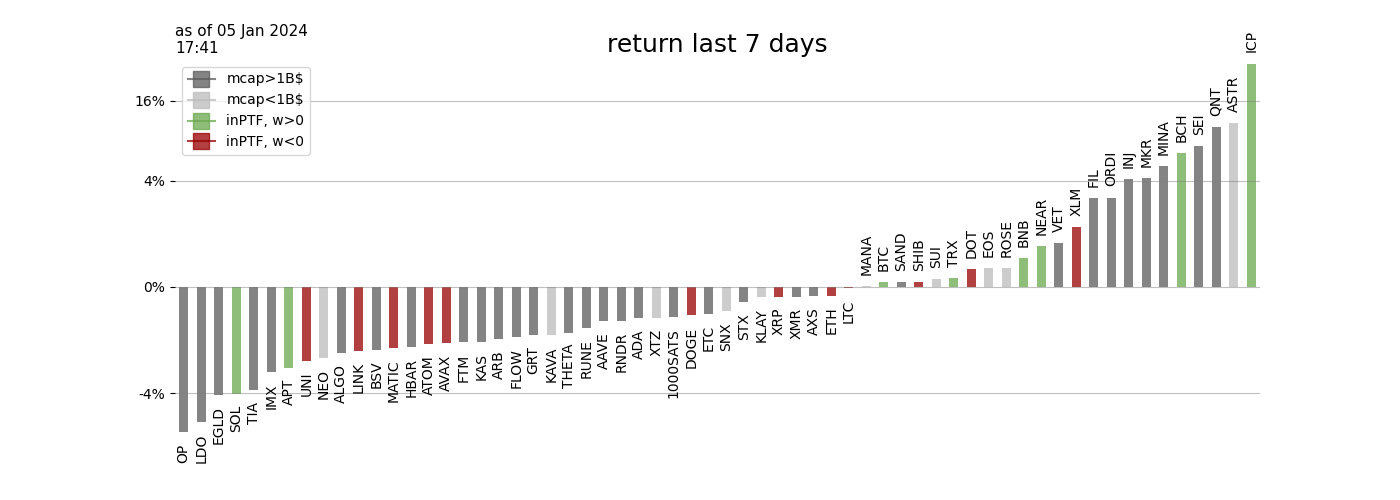 as of 05 Jan 2024
17:41
return last 7 days
mcap>1B$
mcap<1B$
inPTF, w>0
inPTF, w<0
16%
4%
0%
-4%
OP
LDO
EGLD
SOL
TIA
IMX
APT
UNI
NEO
ALGO
LINK
BSV
MATIC
HBAR
ATOM
AVAX
FTM
KAS
ARB
FLOW
GRT
KAVA
THETA
RUNE
AAVE
RNDR
ADA
XTZ
1000SATS
DOGE
ETC
SNX
STX
KLAY
XRP
XMR
AXS
ETH
LTC
MANA
BTC
SAND
SHIB
SUI
TRX
DOT
EOS
ROSE
BNB
NEAR
VET
XLM
FIL
ORDI
INJ
MKR
MINA
BCH
SEI
QNT
ASTR
ICP